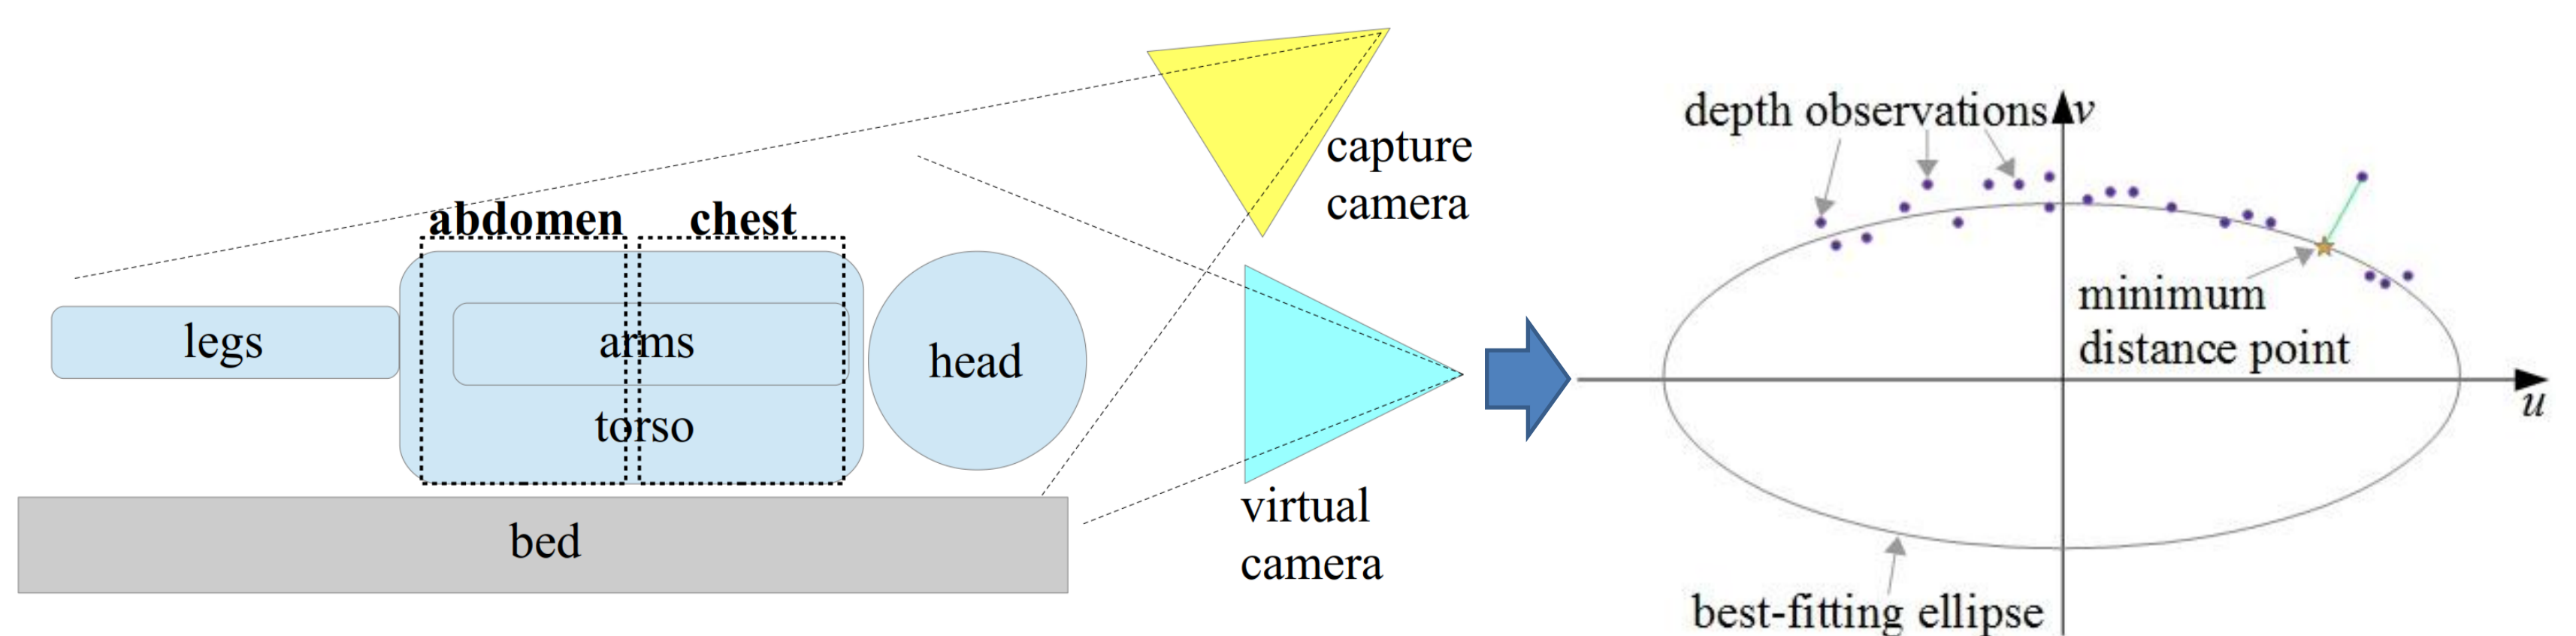 abdomen
chest
legs
arms
torso
head
bed
capture
camera
virtual
camera
depth observations
v
minimum
distance point
u
best-fitting ellipse